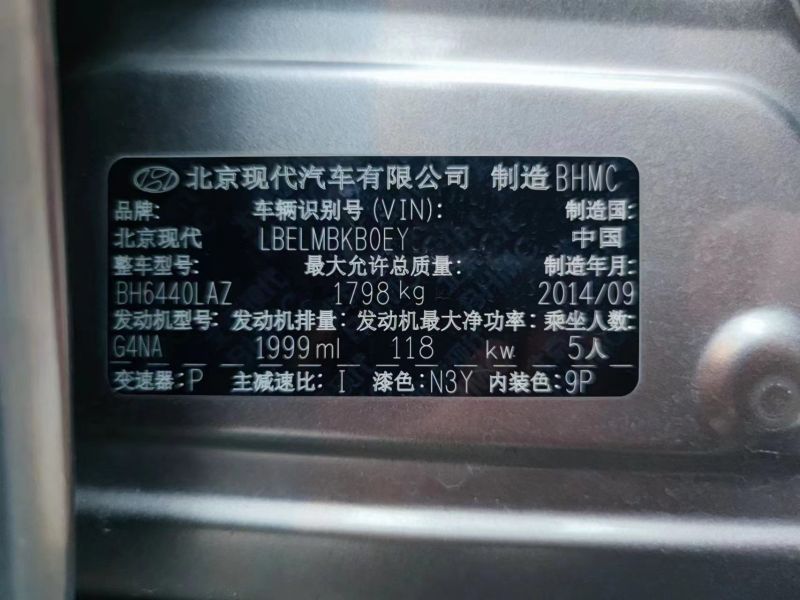 北京现代汽车有限公司 制造 BHMC
品牌: 车辆识别号(VIN): 制造国:
北京现代 LBELMBKB0EY 中国
整车型号: 最大允许总质量: 制造年月:
BH6440LAZ 1798kg 2014/09
发动机型号: 发动机排量: 发动机最大净功率: 乘坐人数:
G4NA 1999ml 118 kw 5人
变速器:P 主减速比: I 漆色:N3Y 内装色:9P